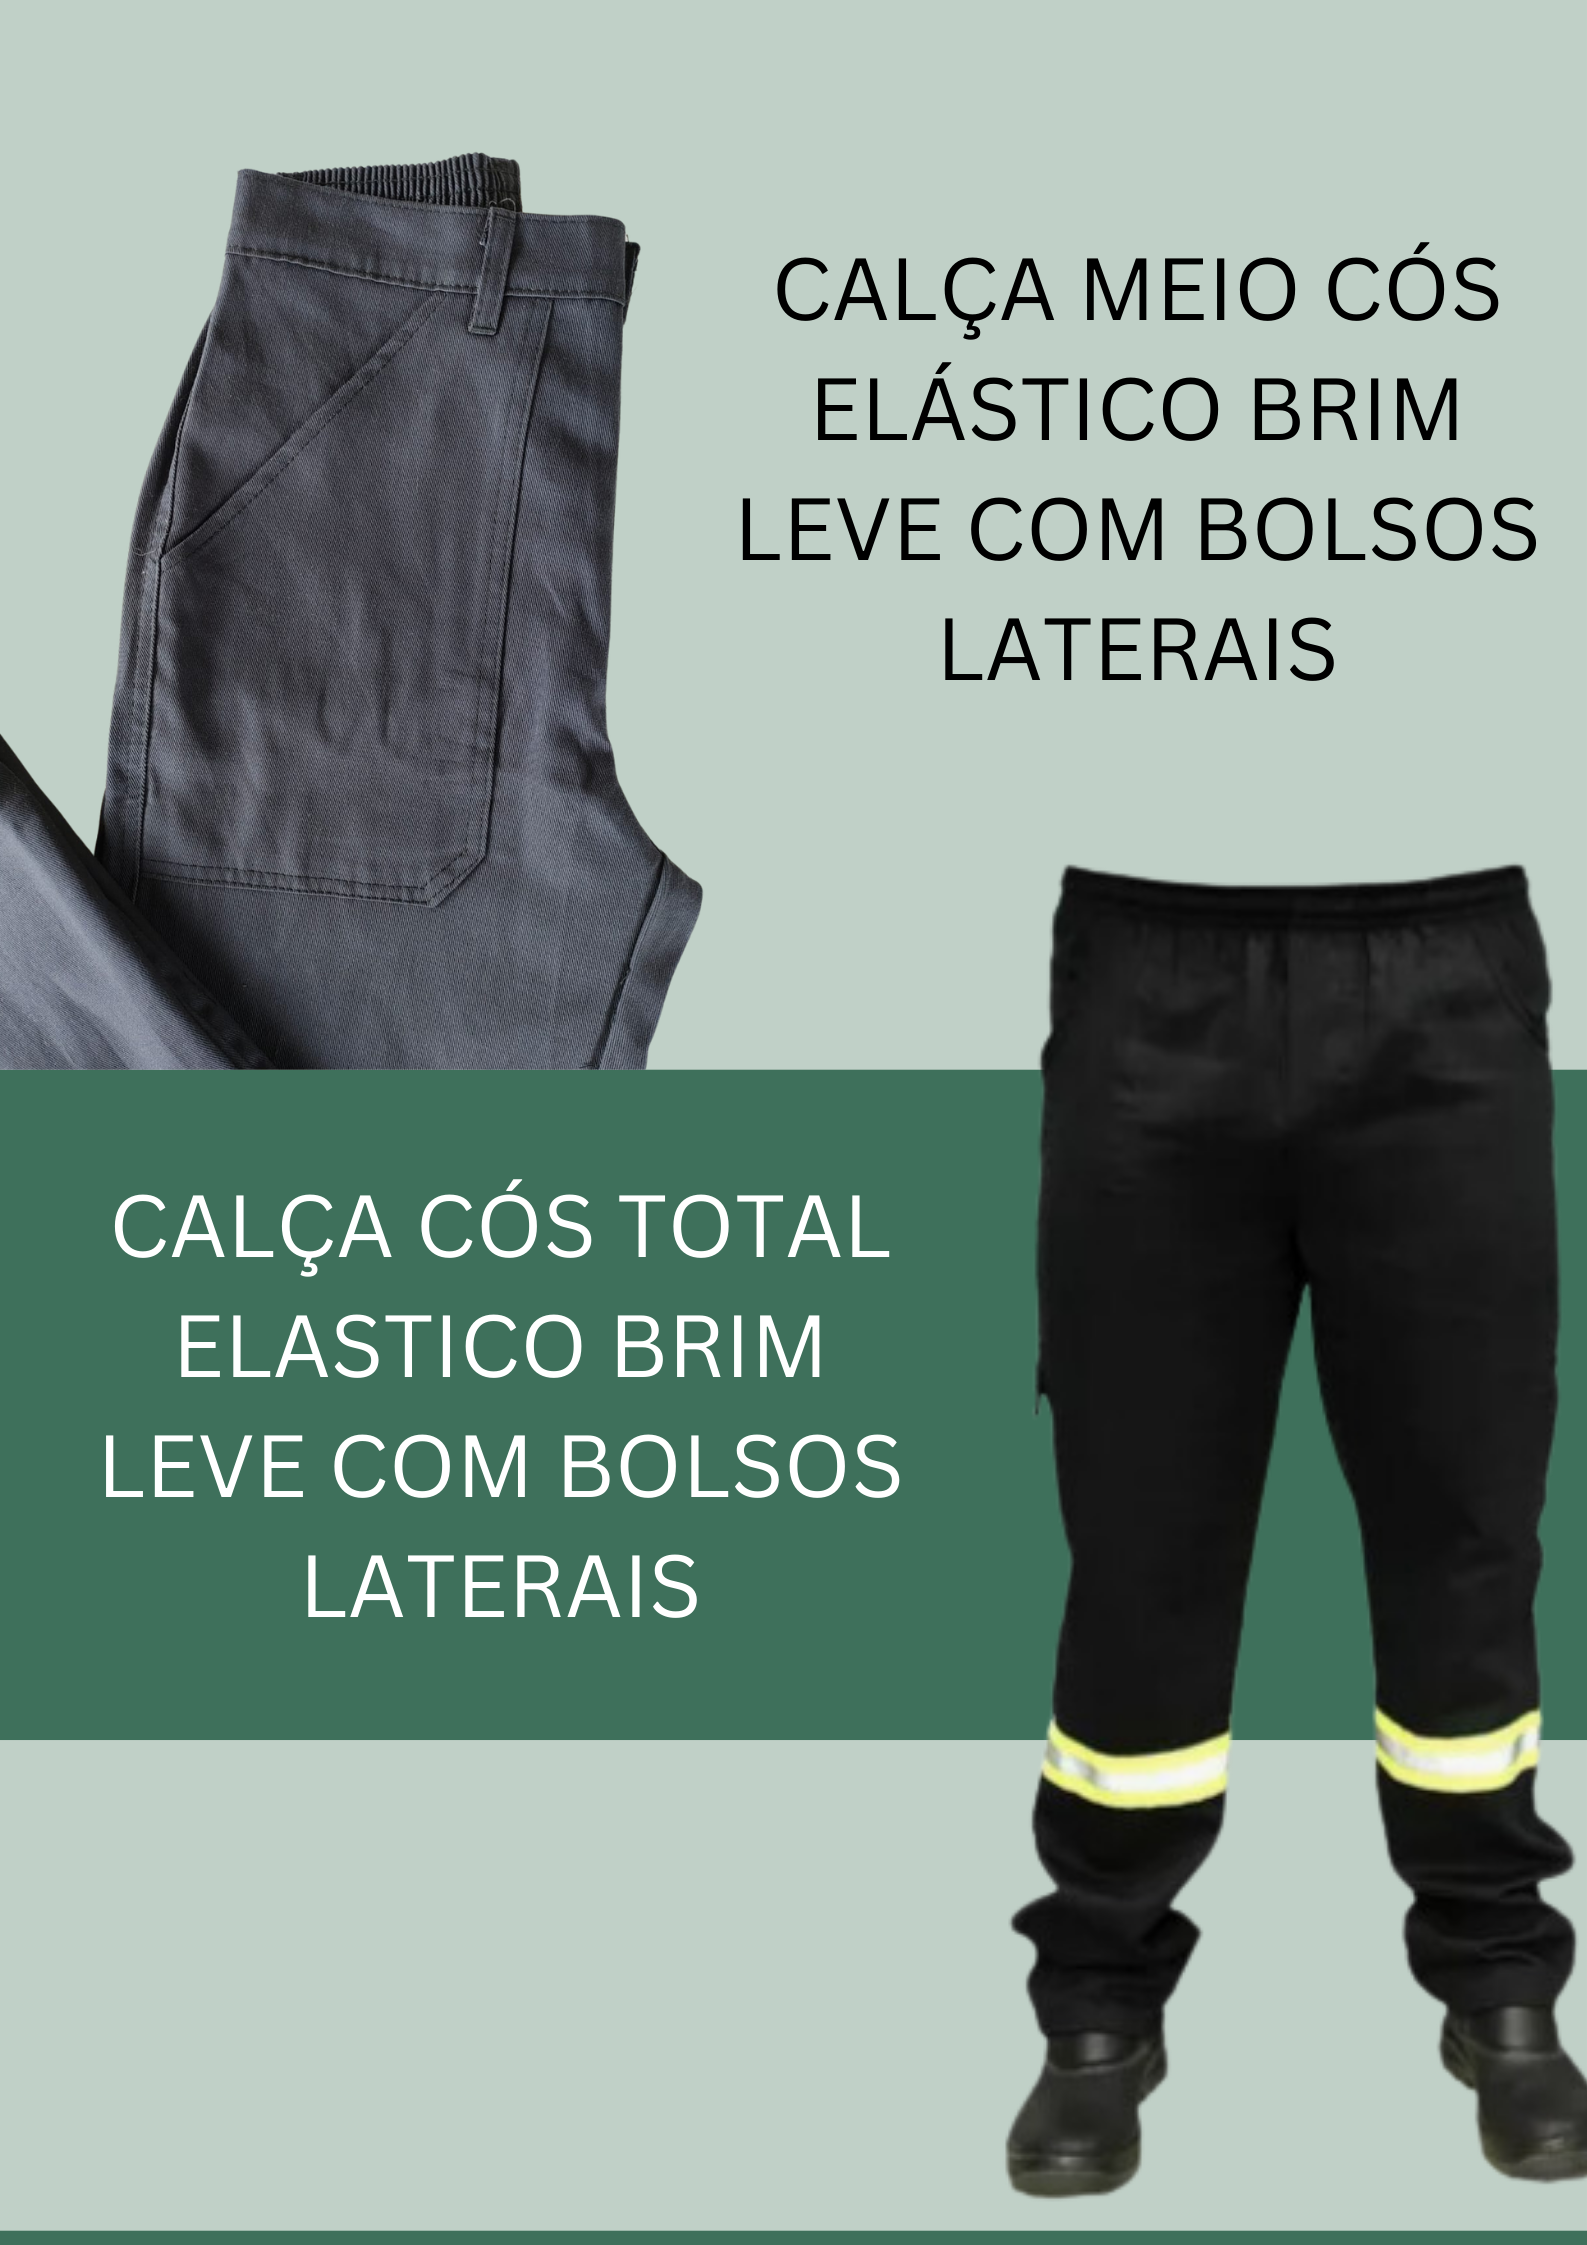 CALÇA MEIO CÓS
ELÁSTICO BRIM
LEVE COM BOLSOS
LATERAIS
CALÇA CÓS TOTAL
ELASTICO BRIM
LEVE COM BOLSOS
LATERAIS